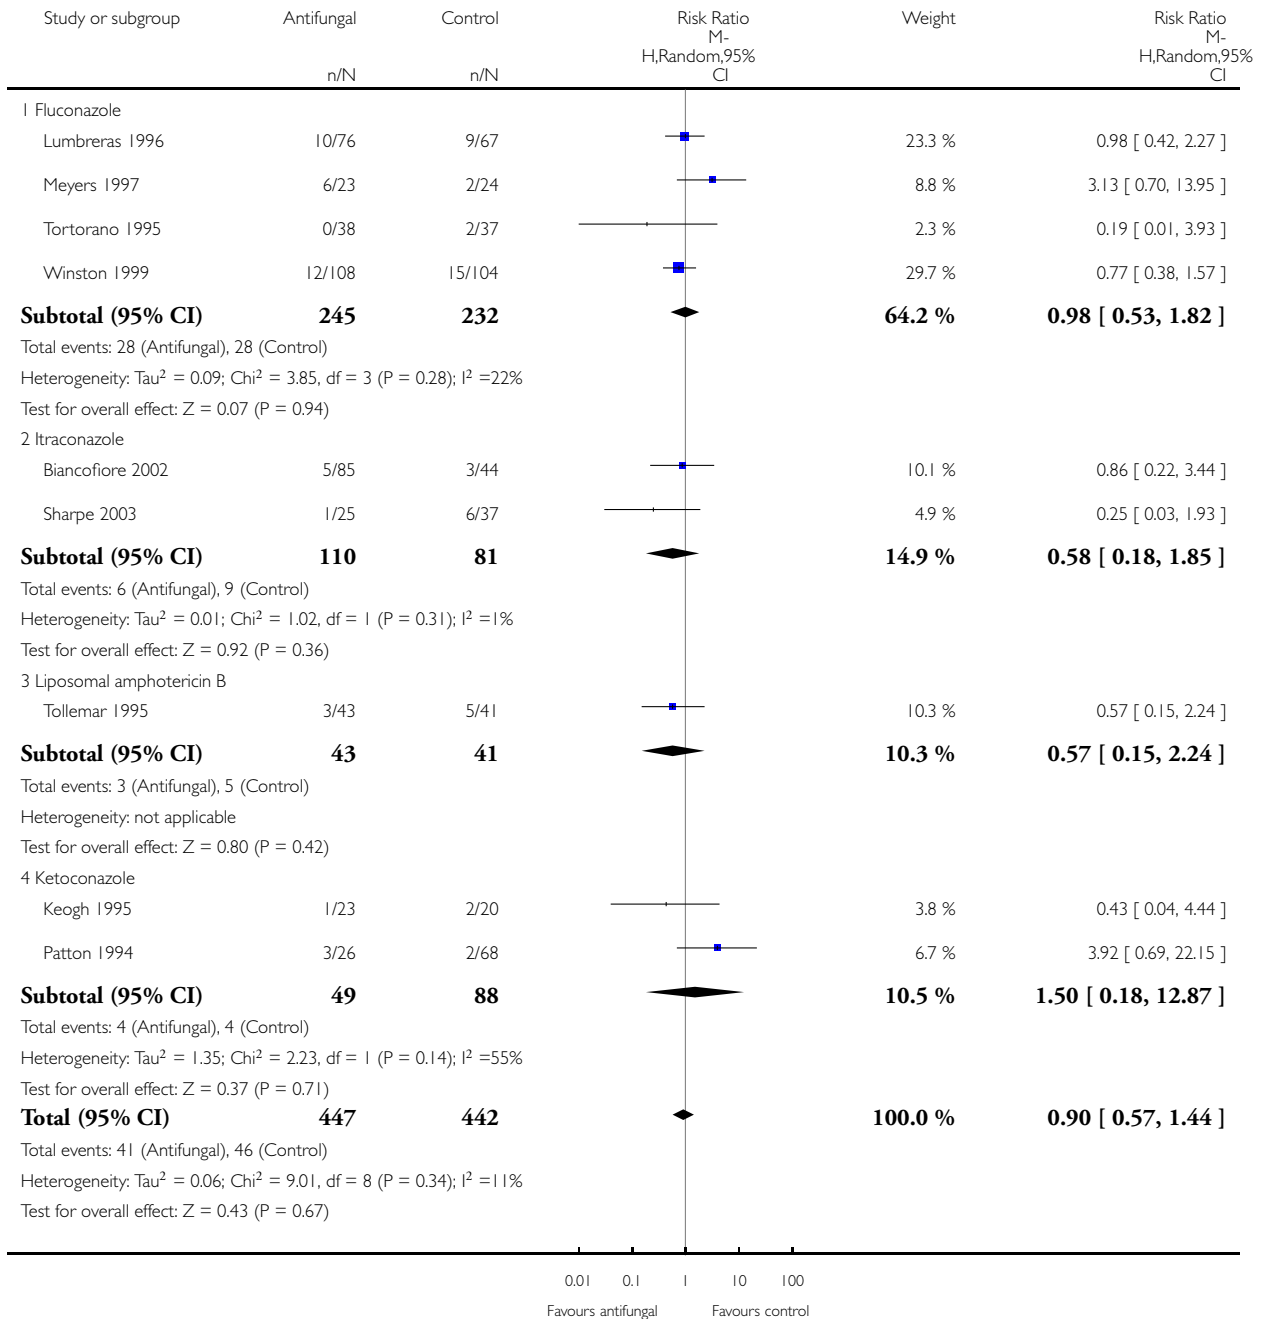 Study or subgroup Antifungal Control Risk Ratio Weight Risk Ratio
M- M-
H,Random,95% H,Random,95%
n/N n/N CI CI
1 Fluconazole
Lumbreras 1996 10/76 9/67 23.3 % 0.98 [ 0.42, 2.27 ]
Meyers 1997 6/23 2/24 8.8 % 3.13 [ 0.70, 13.95 ]
Tortorano 1995 0/38 2/37 2.3 % 0.19 [ 0.01, 3.93 ]
Winston 1999 12/108 15/104 29.7 % 0.77 [ 0.38, 1.57 ]
Subtotal (95% CI) 245 232 64.2 % 0.98 [ 0.53, 1.82 ]
Total events: 28 (Antifungal), 28 (Control)
Heterogeneity: Tau² = 0.09; Chi² = 3.85, df = 3 (P = 0.28); I² =22%
Test for overall effect: Z = 0.07 (P = 0.94)
2 Itraconazole
Biancofiore 2002 5/85 3/44 10.1 % 0.86 [ 0.22, 3.44 ]
Sharpe 2003 1/25 6/37 4.9 % 0.25 [ 0.03, 1.93 ]
Subtotal (95% CI) 110 81 14.9 % 0.58 [ 0.18, 1.85 ]
Total events: 6 (Antifungal), 9 (Control)
Heterogeneity: Tau² = 0.01; Chi² = 1.02, df = 1 (P = 0.31); I² =1%
Test for overall effect: Z = 0.92 (P = 0.36)
3 Liposomal amphotericin B
Tollemar 1995 3/43 5/41 10.3 % 0.57 [ 0.15, 2.24 ]
Subtotal (95% CI) 43 41 10.3 % 0.57 [ 0.15, 2.24 ]
Total events: 3 (Antifungal), 5 (Control)
Heterogeneity: not applicable
Test for overall effect: Z = 0.80 (P = 0.42)
4 Ketoconazole
Keogh 1995 1/23 2/20 3.8 % 0.43 [ 0.04, 4.44 ]
Patton 1994 3/26 2/68 6.7 % 3.92 [ 0.69, 22.15 ]
Subtotal (95% CI) 49 88 10.5 % 1.50 [ 0.18, 12.87 ]
Total events: 4 (Antifungal), 4 (Control)
Heterogeneity: Tau² = 1.35; Chi² = 2.23, df = 1 (P = 0.14); I² =55%
Test for overall effect: Z = 0.37 (P = 0.71)
Total (95% CI) 447 442 100.0 % 0.90 [ 0.57, 1.44 ]
Total events: 41 (Antifungal), 46 (Control)
Heterogeneity: Tau² = 0.06; Chi² = 9.01, df = 8 (P = 0.34); I² =11%
Test for overall effect: Z = 0.43 (P = 0.67)
0.01 0.1 1 10 100
Favours antifungal Favours control